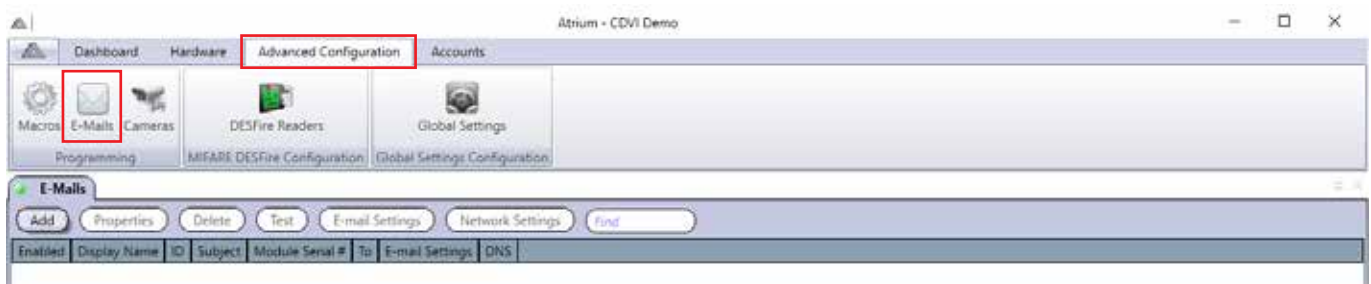 Atrium - CDVI Demo
Dashboard Hardware Advanced Configuration Accounts
Macros E-Mails Cameras DESFire Readers Global Settings
Programming MIFARE DESFire Configuration Global Settings Configuration
E-Mails
Add Properties Delete Test E-mail Settings Network Settings Find
Enabled Display Name ID Subject Module Serial # To E-mail Settings DNS